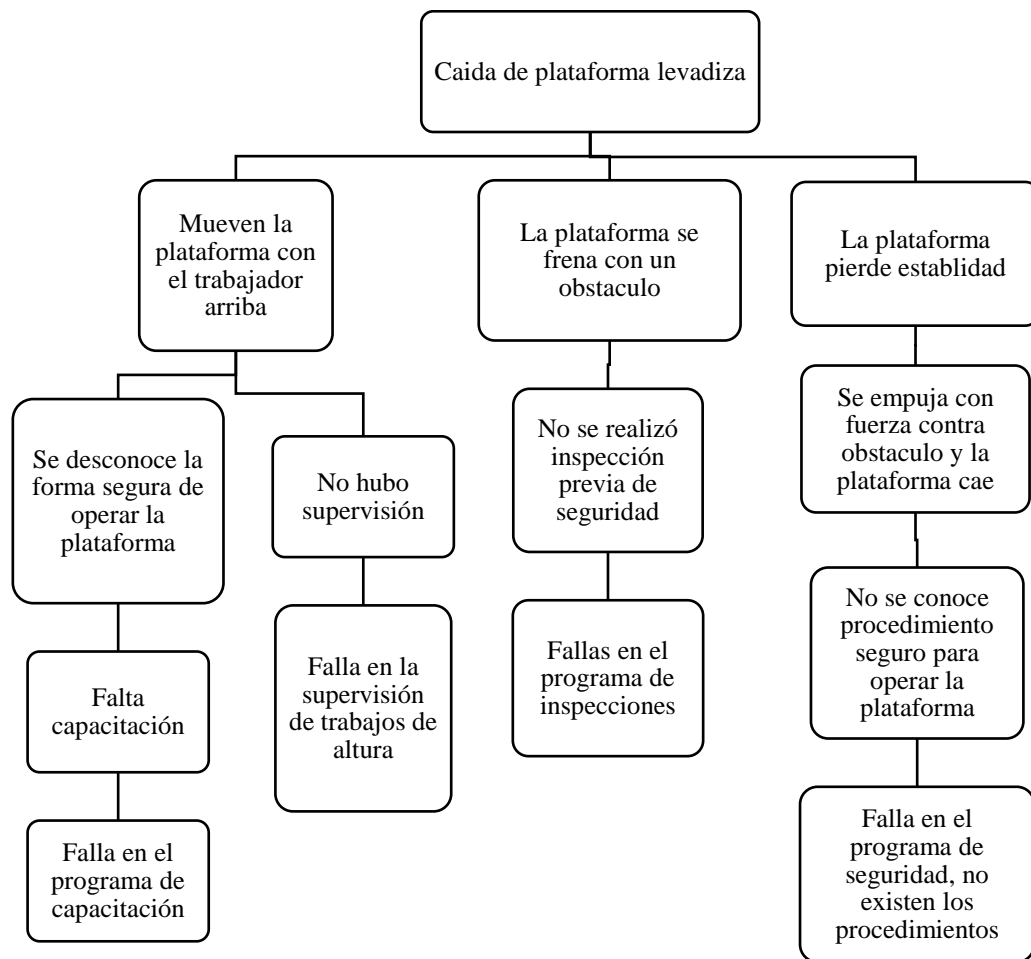 Caida de plataforma levadiza
Mueven la
plataforma con
el trabajador
arriba
La plataforma se
frena con un
obstaculo
La plataforma
pierde establidad
Se desconoce la
forma segura de
operar la
plataforma
No hubo
supervisión
No se realizó
inspección
previa de
seguridad
Se empuja con
fuerza contra
obstaculo y la
plataforma cae
Falta
capacitación
Falla en la
supervisión
de trabajos de
altura
Fallas en el
programa de
inspecciones
No se conoce
procedimiento
seguro para
operar la
plataforma
Falla en el
programa de
capacitación
Falla en el
programa de
seguridad, no
existen los
procedimientos